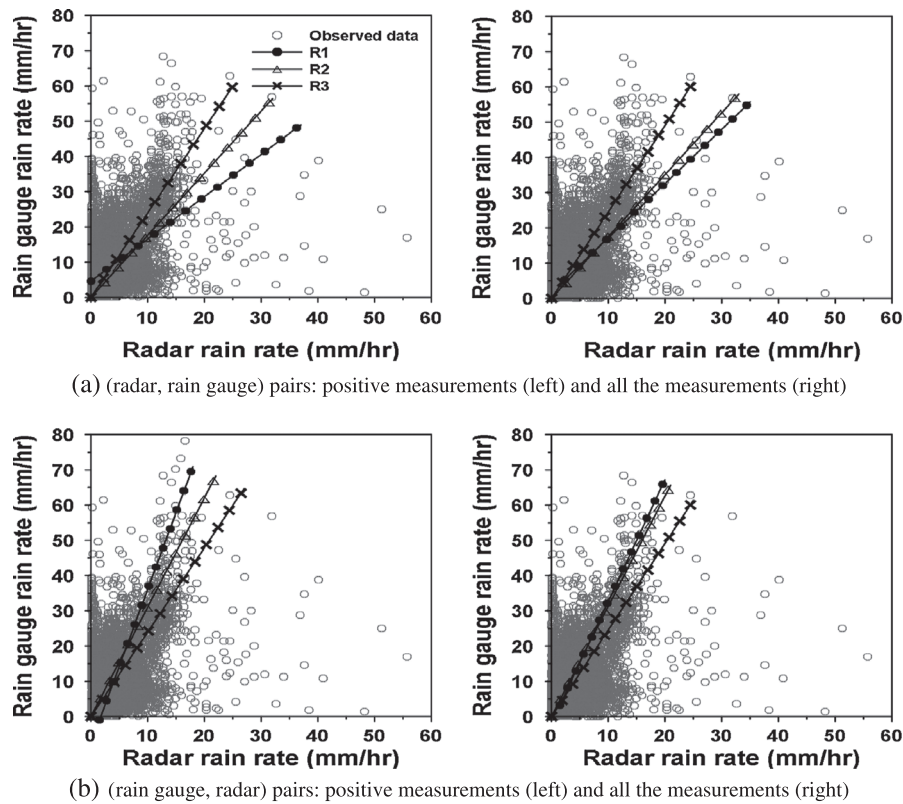 80
70
60
50
40
30
20
10
0
Rain gauge rain rate (mm/hr)
Observed data
R1
R2
R3
0 10 20 30 40 50 60
Radar rain rate (mm/hr)
80
70
60
50
40
30
20
10
0
Rain gauge rain rate (mm/hr)
0 10 20 30 40 50 60
Radar rain rate (mm/hr)
(a) (radar, rain gauge) pairs: positive measurements (left) and all the measurements (right)
80
70
60
50
40
30
20
10
0
Rain gauge rain rate (mm/hr)
0 10 20 30 40 50 60
Radar rain rate (mm/hr)
80
70
60
50
40
30
20
10
0
Rain gauge rain rate (mm/hr)
0 10 20 30 40 50 60
Radar rain rate (mm/hr)
(b) (rain gauge, radar) pairs: positive measurements (left) and all the measurements (right)